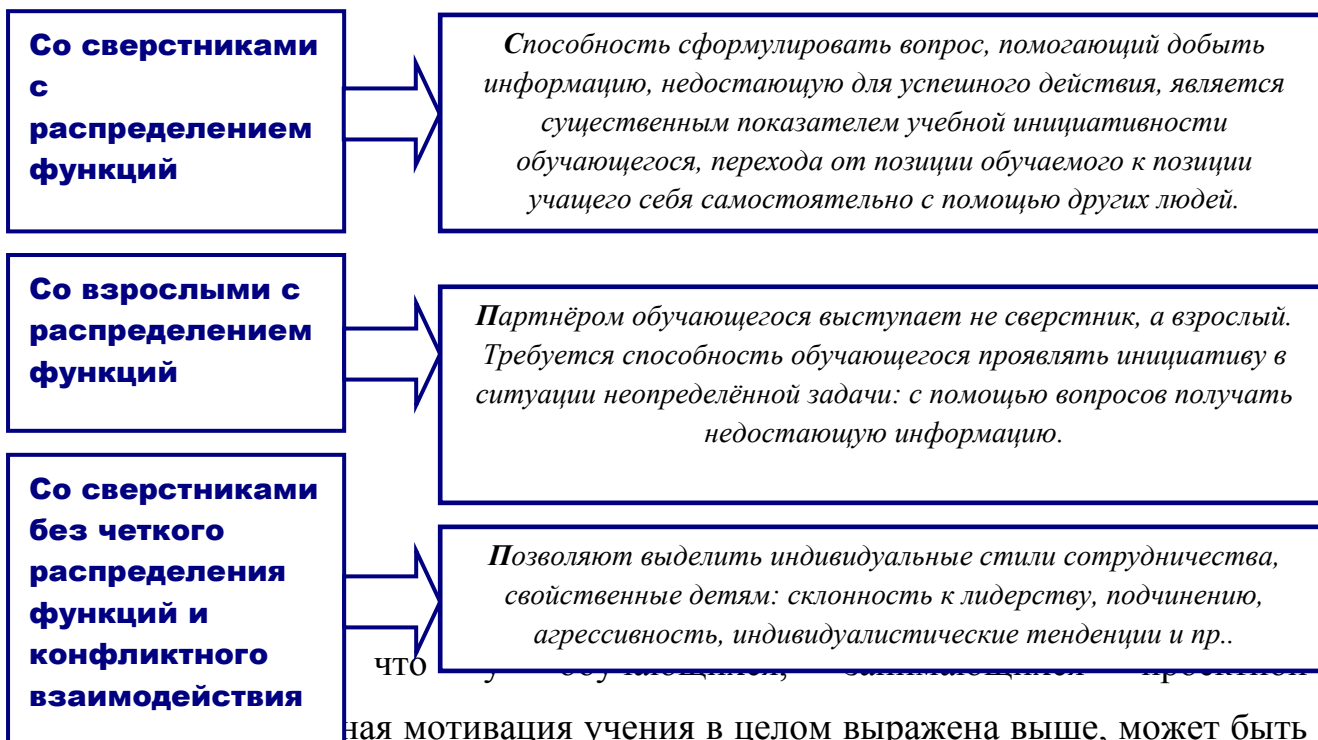 Со сверстниками
с
распределением
функций
Способность сформулировать вопрос, помогающий добыть
информацию, недостающую для успешного действия, является
существенным показателем учебной инициативности
обучающегося, перехода от позиции обучаемого к позиции
учащего себя самостоятельно с помощью других людей.
Со взрослыми с
распределением
функций
Партнёром обучающегося выступает не сверстник, а взрослый.
Требуется способность обучающегося проявлять инициативу в
ситуации неопределённой задачи: с помощью вопросов получать
недостающую информацию.
Со сверстниками
без четкого
распределения
функций и
конфликтного
взаимодействия
Позволяют выделить индивидуальные стили сотрудничества,
свойственные детям: склонность к лидерству, подчинению,
агрессивность, индивидуалистические тенденции и пр..
что у обучающихся, занимающихся проектной
ная мотивация учения в целом выражена выше, может быть